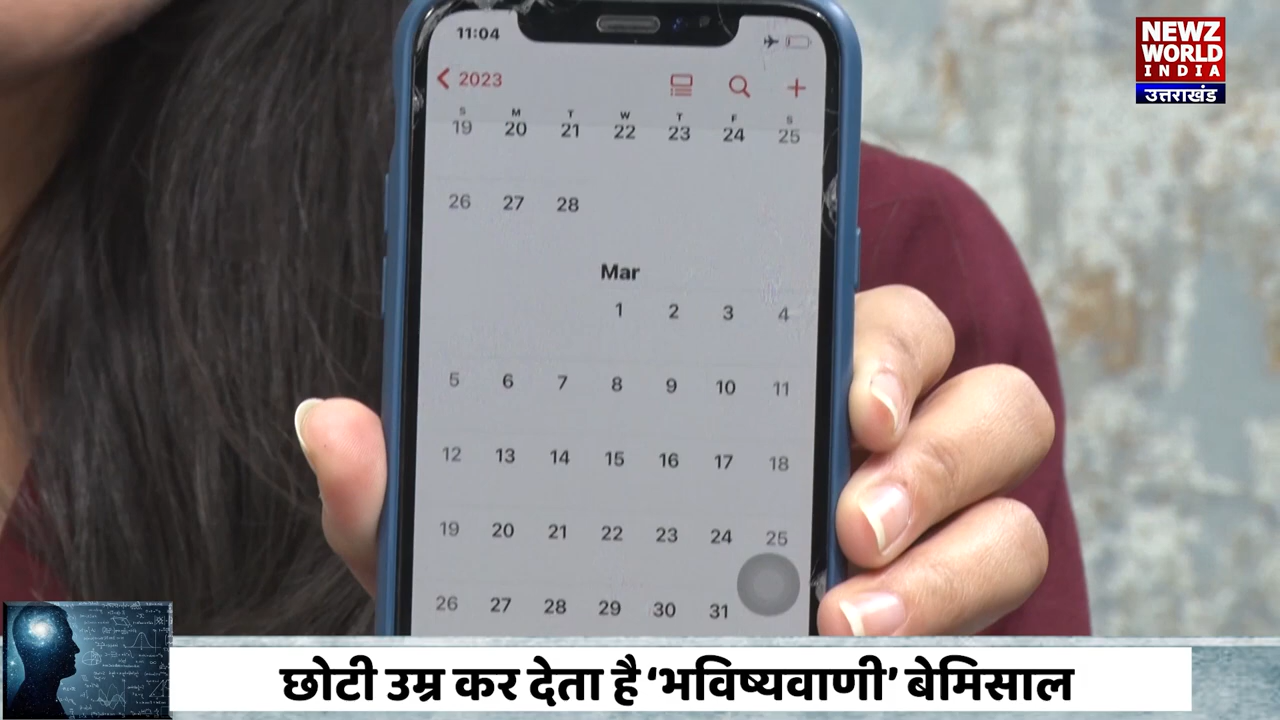 11:04
NEWZ
WORLD
INDIA
उत्तराखंड
2023
S M T W T F S
19 20 21 22 23 24 25
26 27 28
Mar
1 2 3 4
5 6 7 8 9 10 11
12 13 14 15 16 17 18
19 20 21 22 23 24 25
26 27 28 29 30 31
छोटी उम्र कर देता है ‘भविष्यवाणी’ बेमिसाल